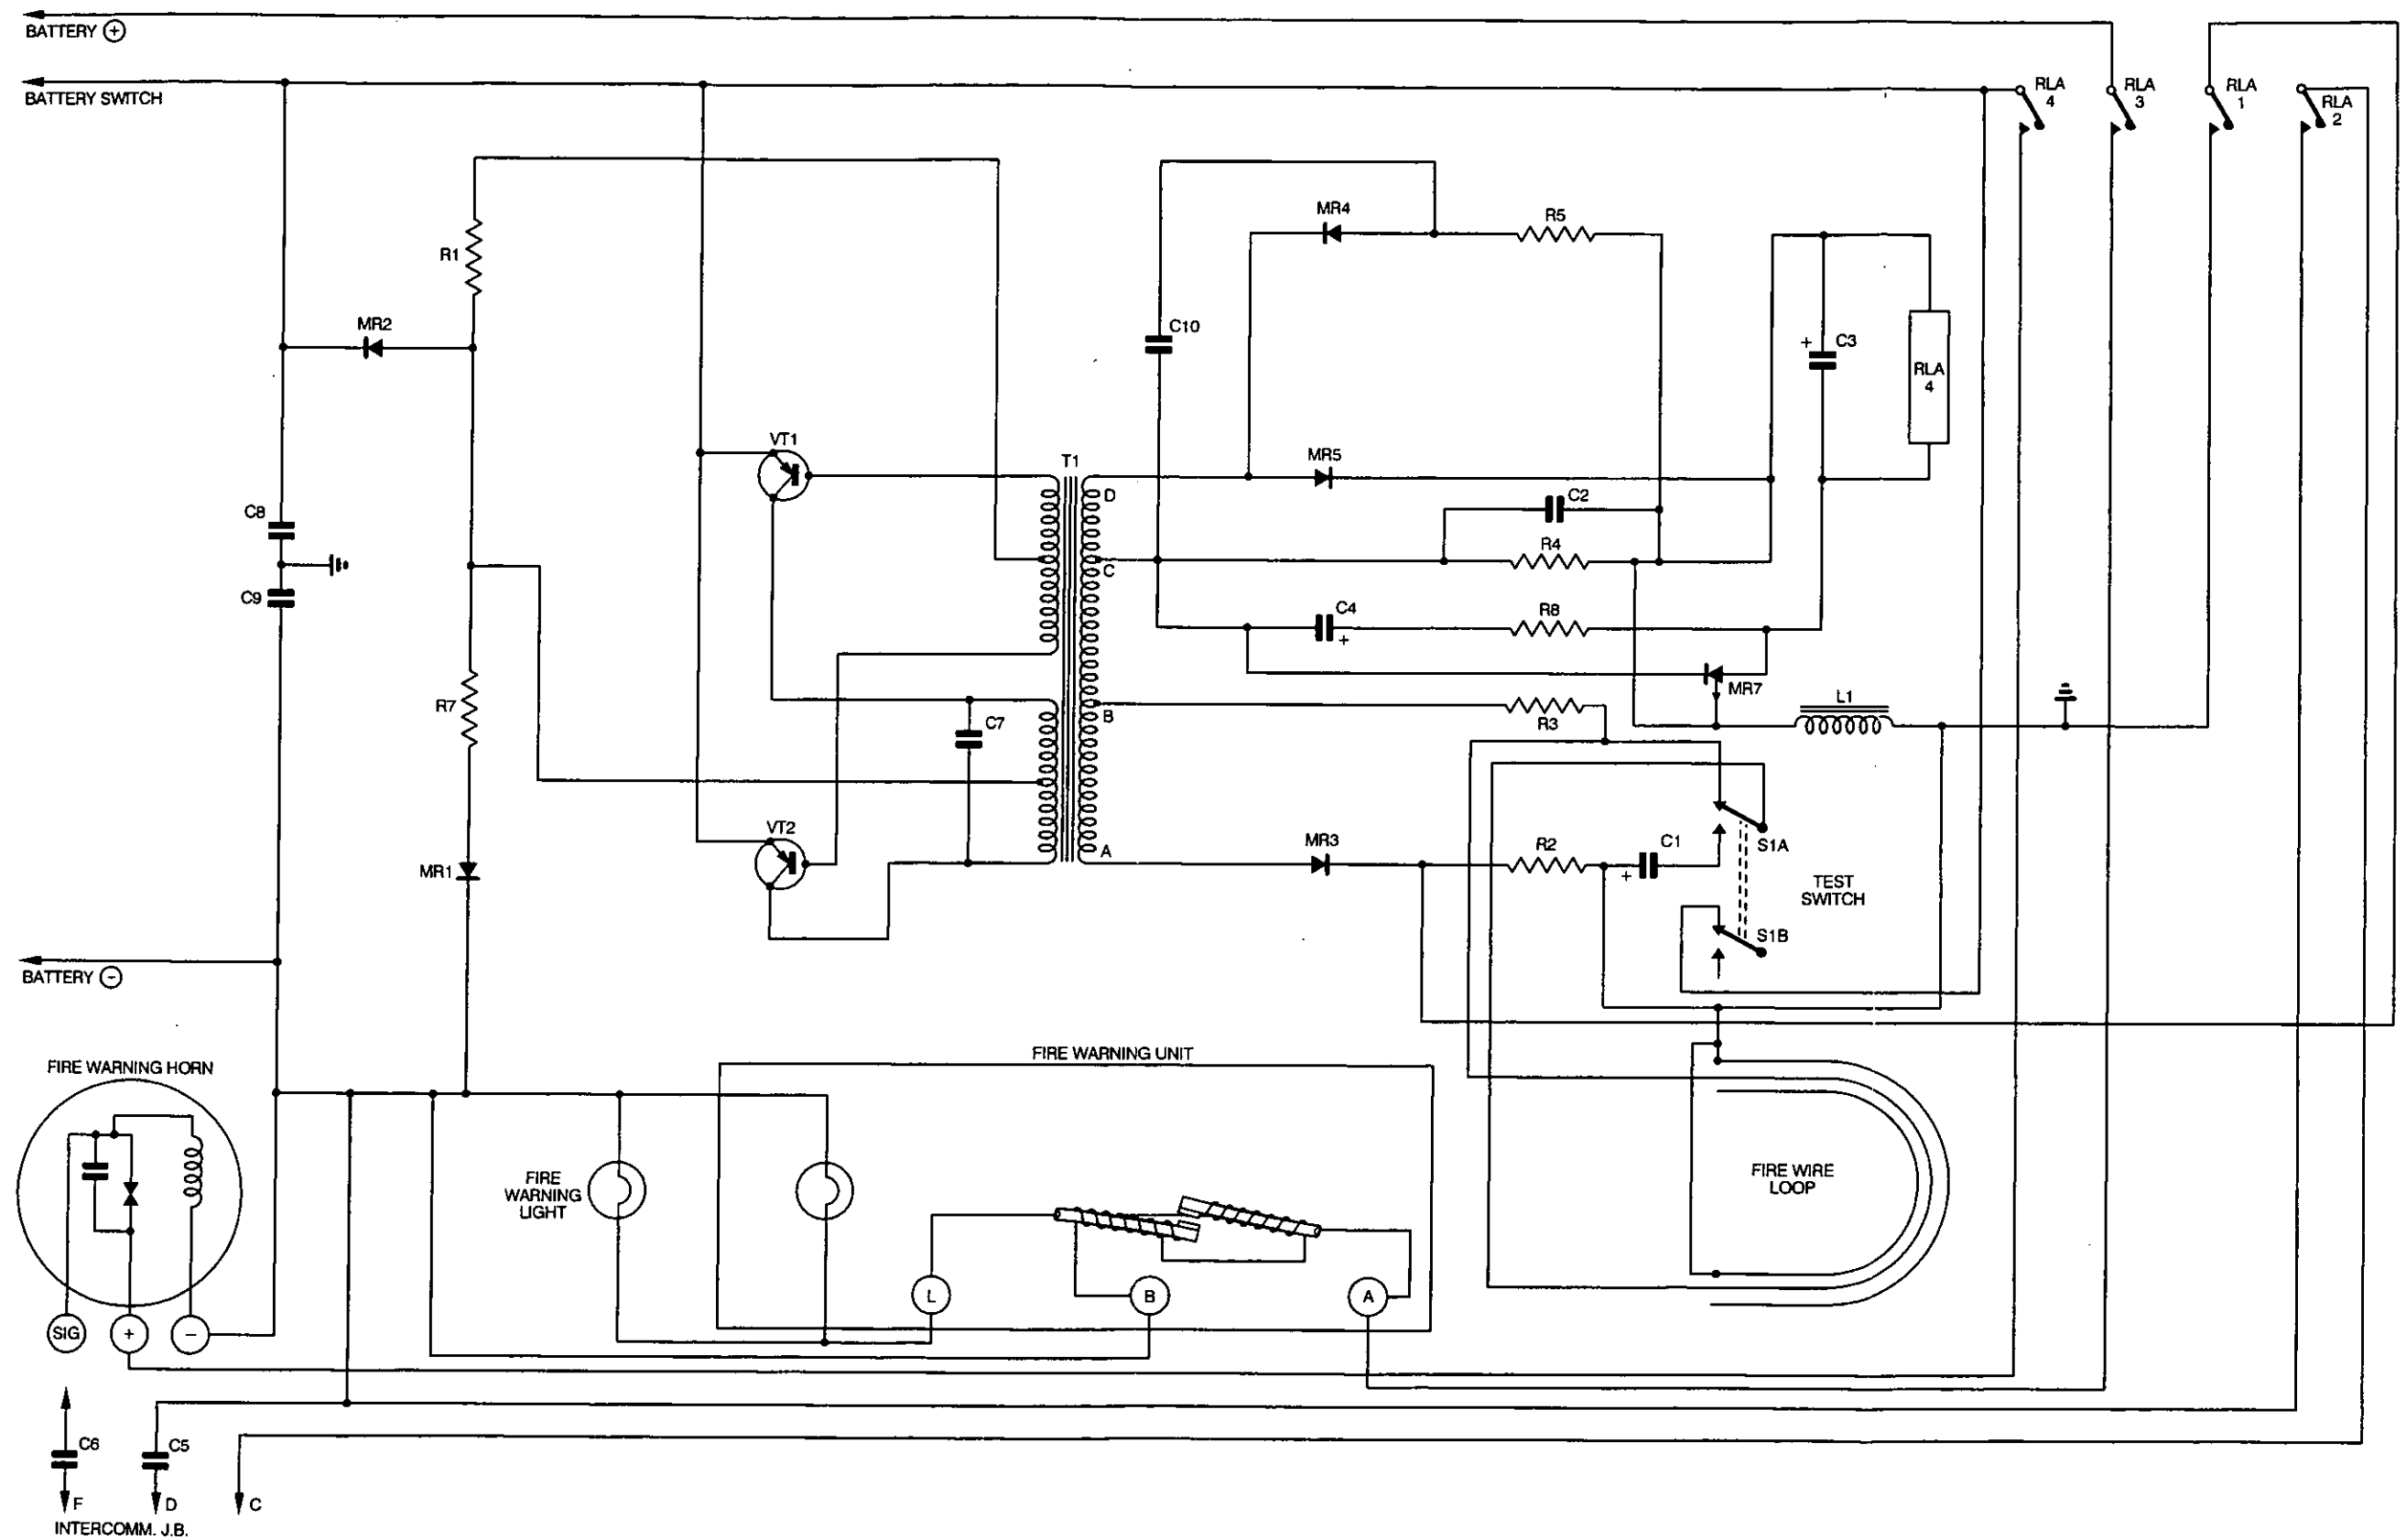 BATTERY +
BATTERY SWITCH
RLA
4
RLA
3
RLA
1
RLA
2
MR4
R5
R1
MR2
C10
+ C3
RLA
4
VT1
T1
MR5
D
C2
C8
R4
C
C9
C4
+
R8
R7
MR7
L1
B
C7
R3
VT2
MR3
R2
C1
+
S1A
A
MR1
TEST
SWITCH
S1B
BATTERY -
FIRE WARNING UNIT
FIRE WARNING HORN
FIRE
WARNING
LIGHT
FIRE WIRE
LOOP
L
B
A
SIG
+
-
C6
C5
F
D
C
INTERCOMM. J.B.